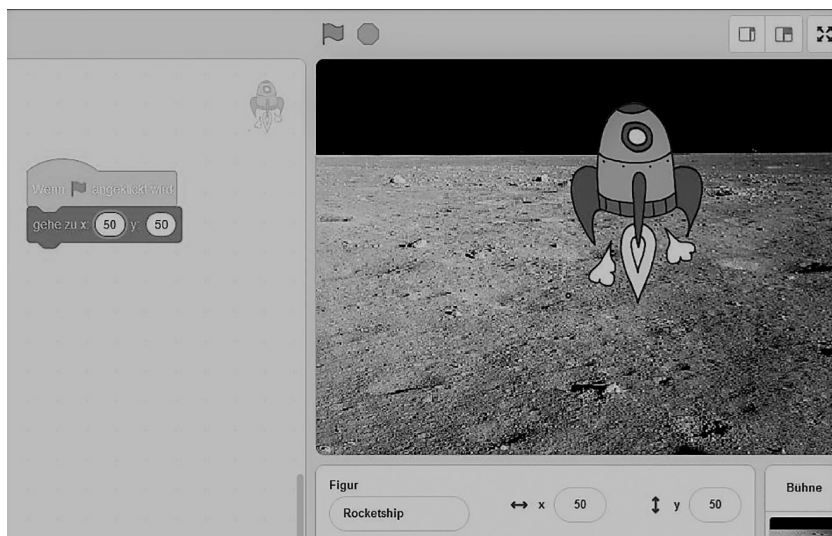 Wenn angeklickt wird
gehe zu x: 50 y: 50
Figur
Rocketship
x 50
y 50
Bühne